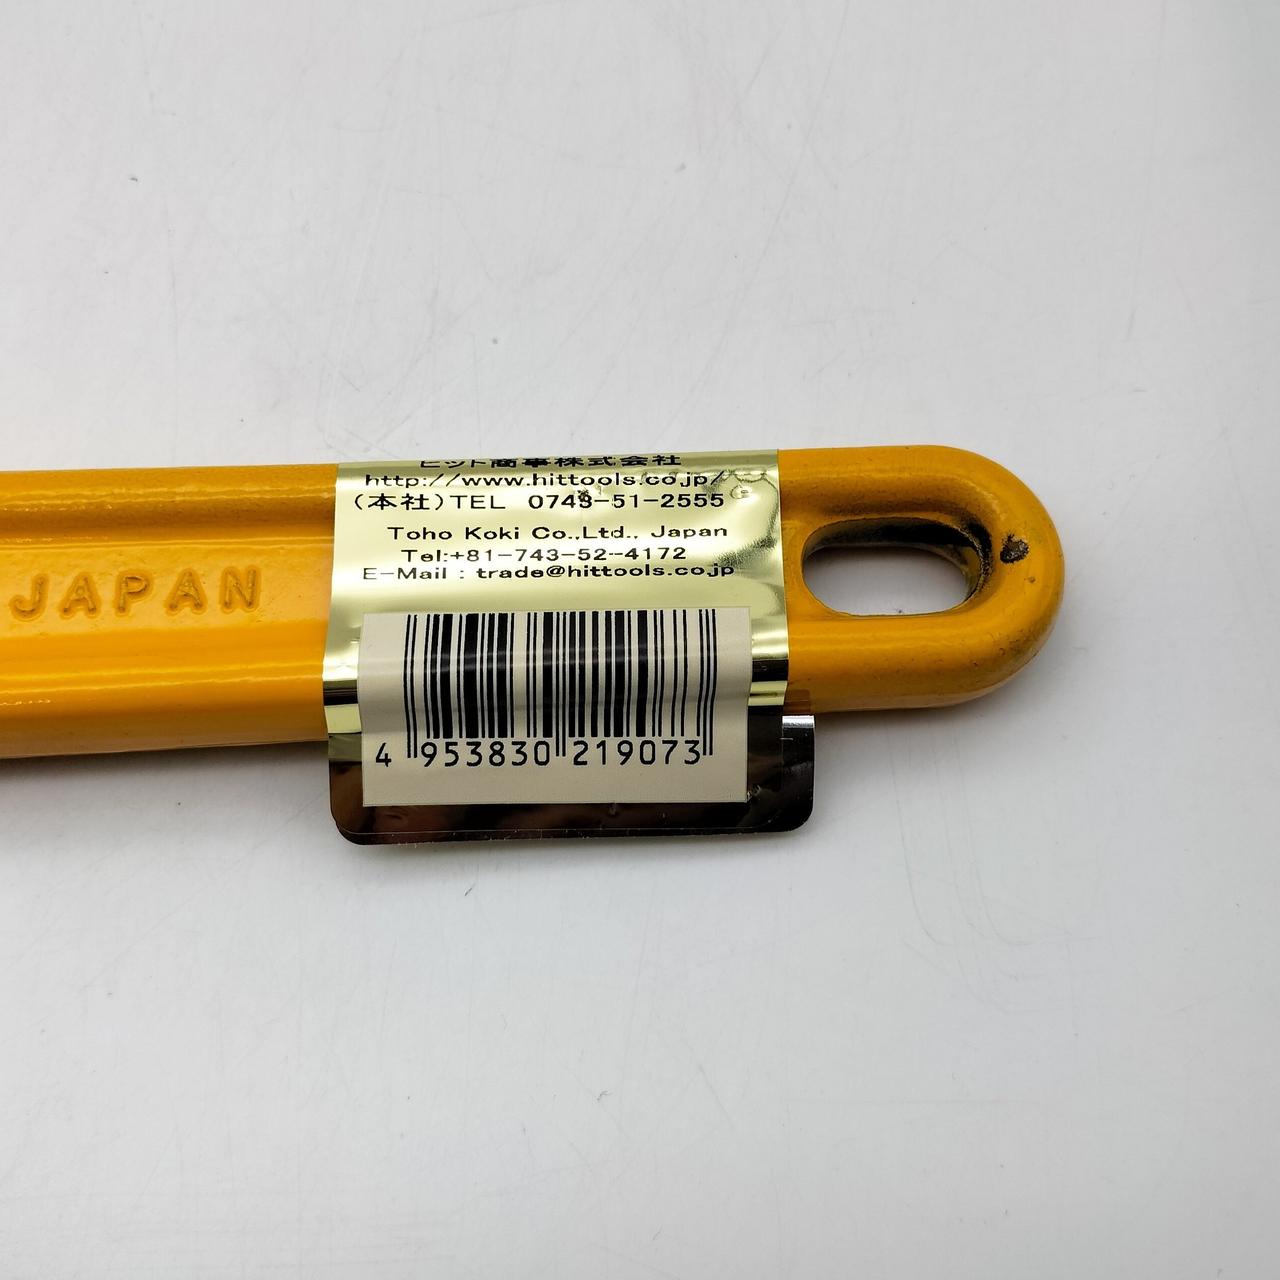 ヒット商事株式会社
http://www.hittools.co.jp/
(本社)TEL 0743-51-2555
Toho Koki Co.,Ltd., Japan
Tel:+81-743-52-4172
E-Mail : trade@hittools.co.jp
JAPAN
4 953830 219073